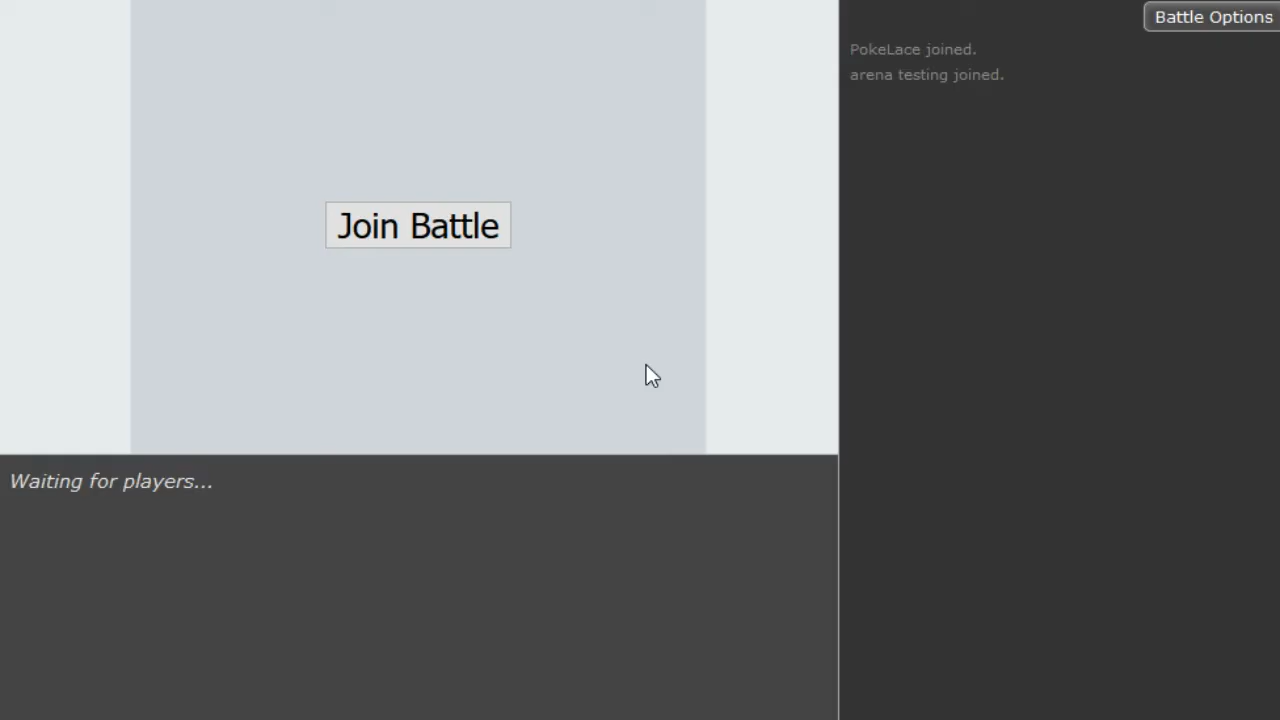 Battle Options
PokeLace joined.
arena testing joined.
Join Battle
Waiting for players...